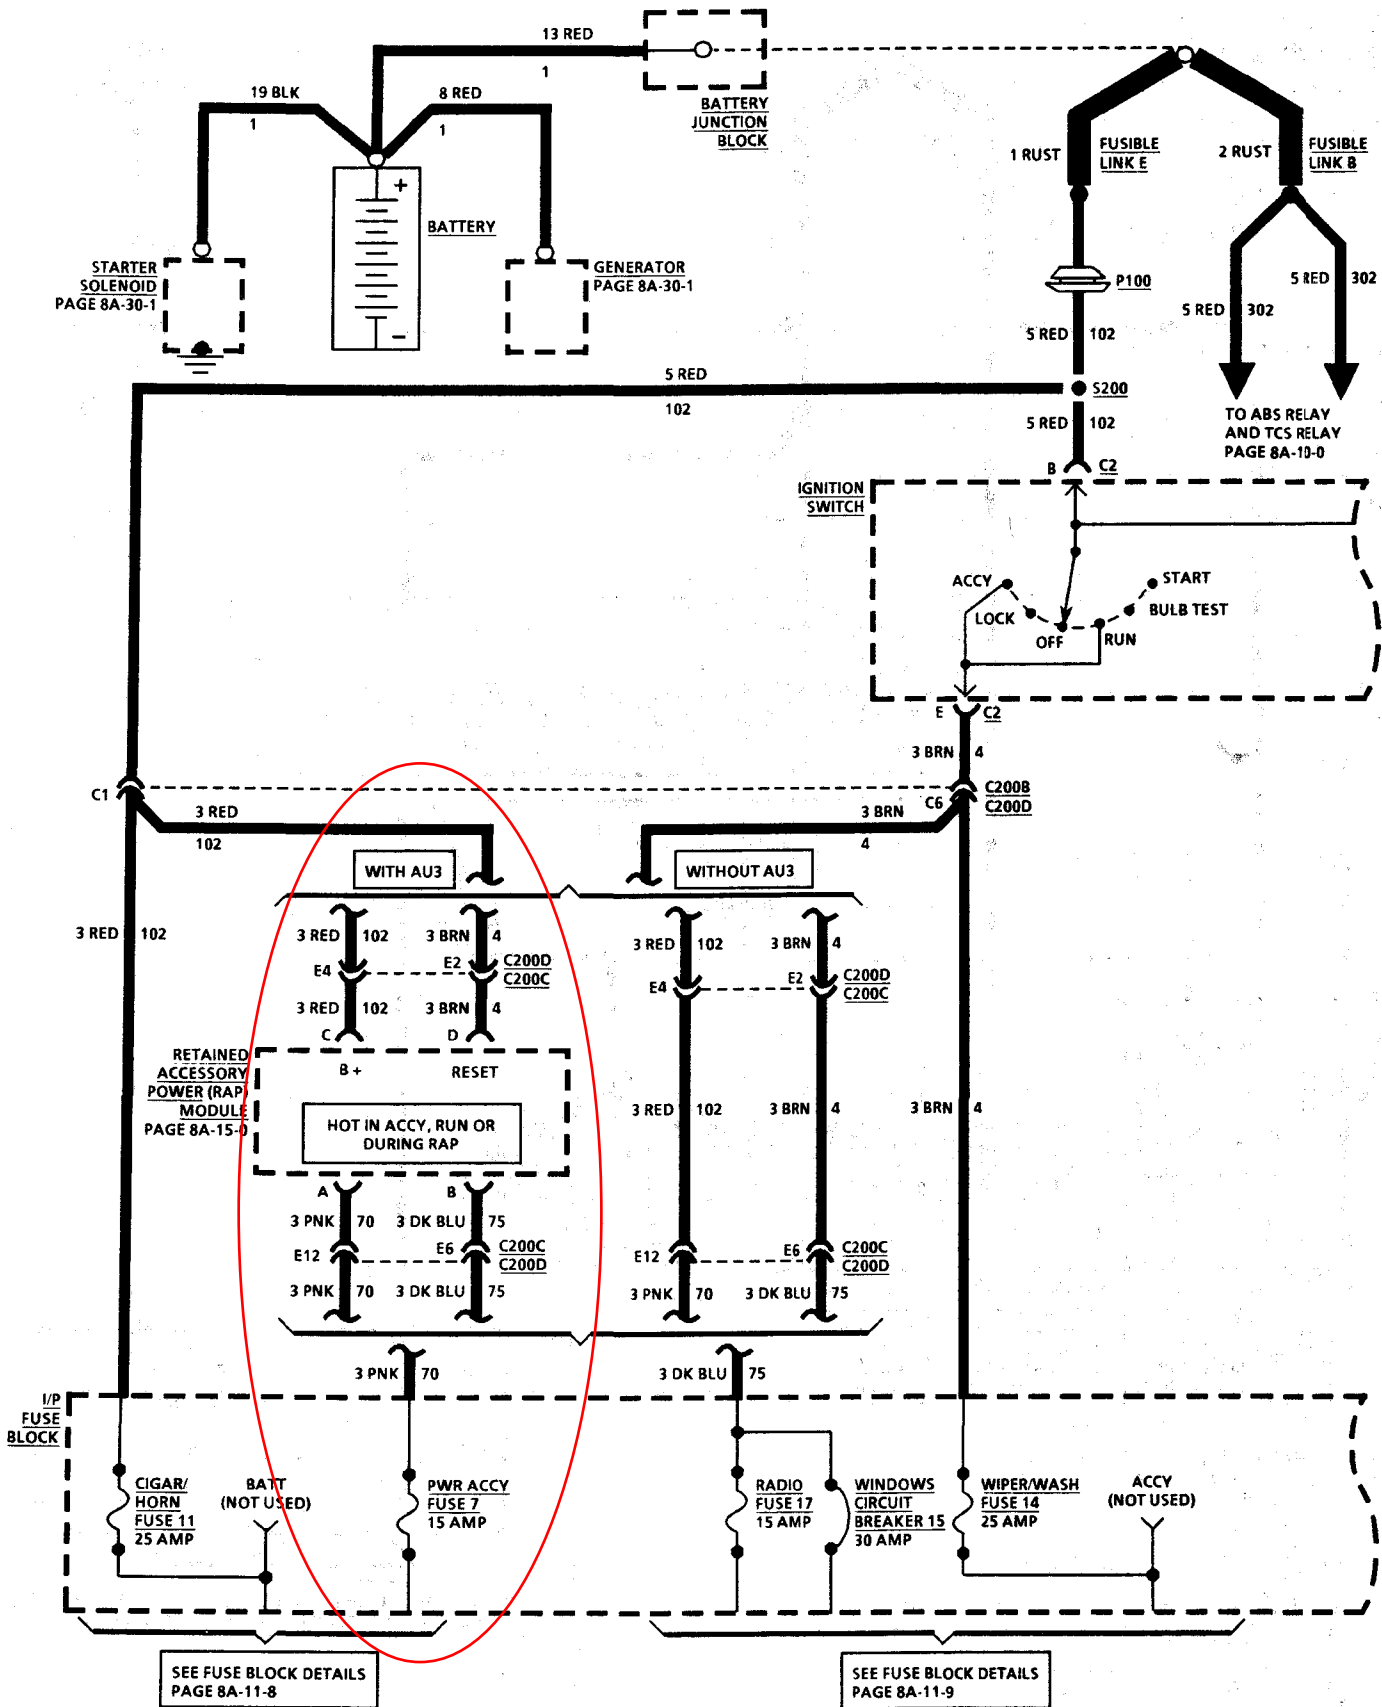 13 RED
1
BATTERY
JUNCTION
BLOCK
19 BLK
1
8 RED
1
1 RUST
FUSIBLE
LINK E
2 RUST
FUSIBLE
LINK B
+
BATTERY
−
STARTER
SOLENOID
PAGE 8A-30-1
GENERATOR
PAGE 8A-30-1
P100
5 RED 102
5 RED 302
5 RED 302
5 RED
102
S200
5 RED 102
TO ABS RELAY
AND TCS RELAY
PAGE 8A-10-0
B C2
IGNITION
SWITCH
ACCY
LOCK
OFF
RUN
BULB TEST
START
E C2
3 BRN 4
C1
C6
C200B
C200D
3 RED
102
3 BRN
4
WITH AU3
WITHOUT AU3
3 RED 102
3 RED 102
3 BRN 4
E4
E2
C200D
C200C
3 RED 102
3 BRN 4
C
D
3 RED 102
3 BRN 4
E4
E2
C200D
C200C
RETAINED
ACCESSORY
POWER (RAP)
MODULE
PAGE 8A-15-0
B +
RESET
HOT IN ACCY, RUN OR
DURING RAP
3 RED 102
3 BRN 4
3 BRN 4
A
B
3 PNK 70
3 DK BLU 75
E12
E6
C200C
C200D
3 PNK 70
3 DK BLU 75
E12
E6
C200C
C200D
3 PNK 70
3 DK BLU 75
3 PNK 70
3 DK BLU 75
I/P
FUSE
BLOCK
CIGAR/
HORN
FUSE 11
25 AMP
BATT
(NOT USED)
PWR ACCY
FUSE 7
15 AMP
RADIO
FUSE 17
15 AMP
WINDOWS
CIRCUIT
BREAKER 15
30 AMP
WIPER/WASH
FUSE 14
25 AMP
ACCY
(NOT USED)
SEE FUSE BLOCK DETAILS
PAGE 8A-11-8
SEE FUSE BLOCK DETAILS
PAGE 8A-11-9